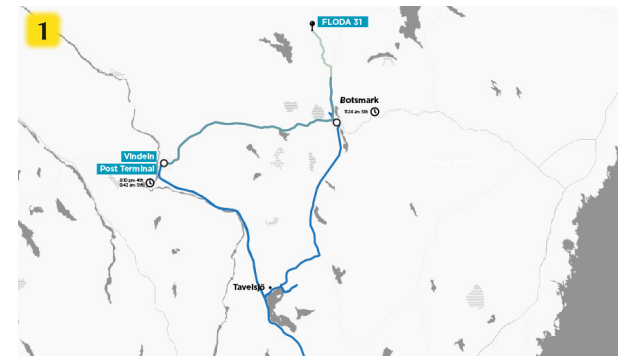 1
FLODA 31
Botsmark
11:24 am 5th
Vindeln
Post Terminal
8:10 pm 4th
9:42 am 5th
Tavelsjö